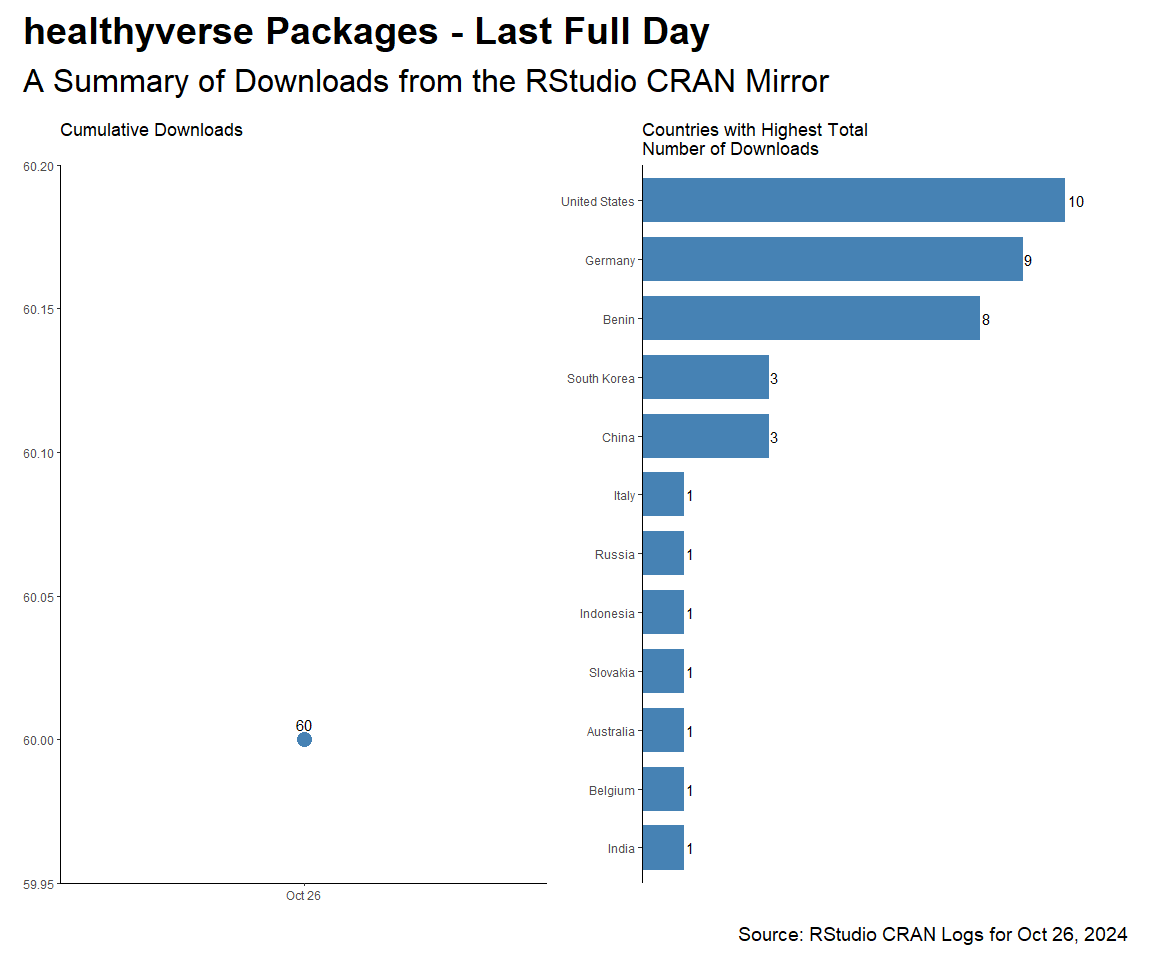 healthyverse Packages - Last Full Day
A Summary of Downloads from the RStudio CRAN Mirror
Cumulative Downloads
60.20
60.15
60.10
60.05
60.00
59.95
60
Oct 26
Countries with Highest Total
Number of Downloads
United States 10
Germany 9
Benin 8
South Korea 3
China 3
Italy 1
Russia 1
Indonesia 1
Slovakia 1
Australia 1
Belgium 1
India 1
Source: RStudio CRAN Logs for Oct 26, 2024